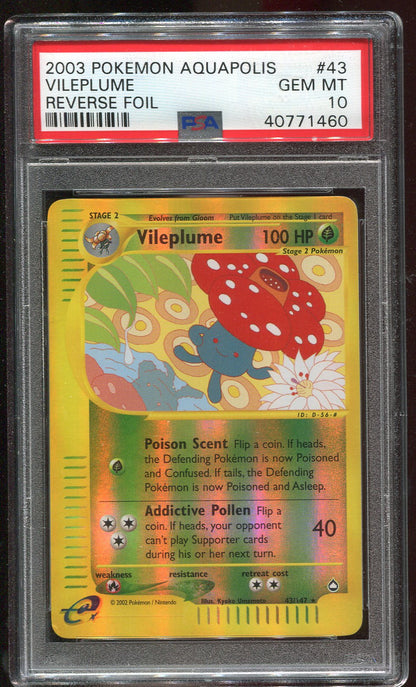 2003 POKEMON AQUAPOLIS #43
VILEPLUME GEM MT
REVERSE FOIL 10
PSA 40771460
STAGE 2 Evolves from Gloom Put Vileplume on the Stage 1 card
Vileplume 100 HP
Stage 2 Pokémon
ID: D-56-#
Poison Scent Flip a coin. If heads,
the Defending Pokémon is now Poisoned
and Confused. If tails, the Defending
Pokémon is now Poisoned and Asleep.
Addictive Pollen Flip a
coin. If heads, your opponent
can't play Supporter cards
during his or her next turn.
40
weakness resistance retreat cost
© 2002 Pokémon / Nintendo Illus. Kyoko Umemoto 43/147 ★
e